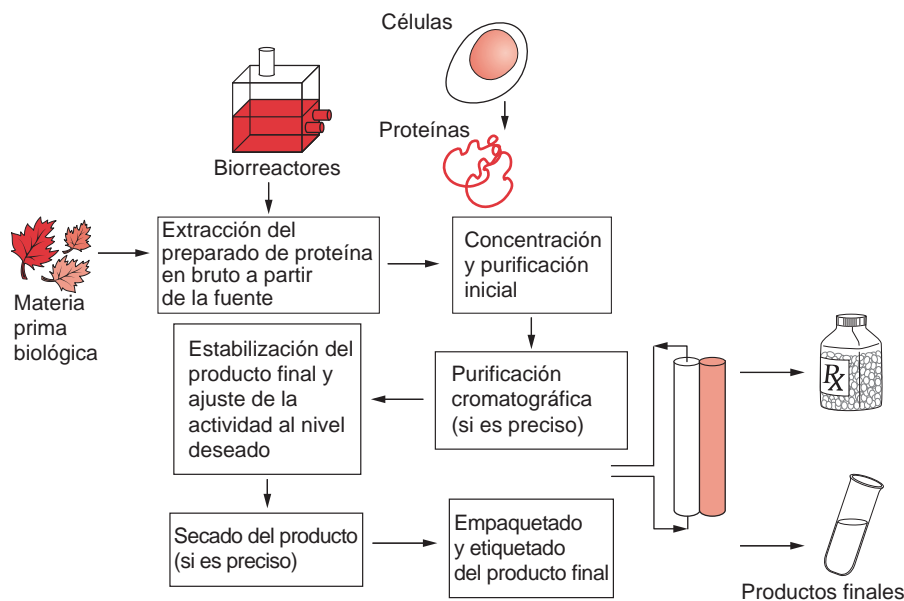 Células
Proteínas
Biorreactores
Materia
prima
biológica
Extracción del
preparado de proteína
en bruto a partir
de la fuente
Concentración
y purificación
inicial
Estabilización del
producto final y
ajuste de la
actividad al nivel
deseado
Purificación
cromatográfica
(si es preciso)
Rx
Secado del producto
(si es preciso)
Empaquetado
y etiquetado
del producto final
Productos finales